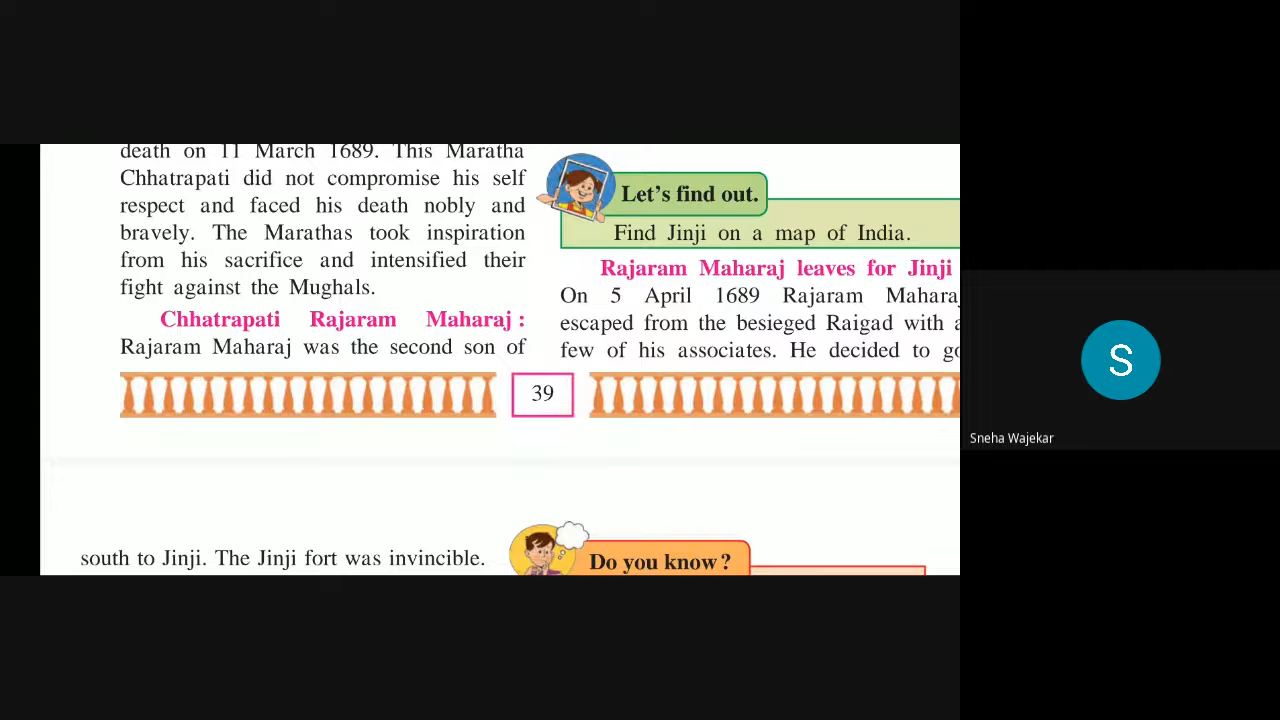 death on 11 March 1689. This Maratha
Chhatrapati did not compromise his self
respect and faced his death nobly and
bravely. The Marathas took inspiration
from his sacrifice and intensified their
fight against the Mughals.
Chhatrapati Rajaram Maharaj :
Rajaram Maharaj was the second son of
Let's find out.
Find Jinji on a map of India.
Rajaram Maharaj leaves for Jinji
On 5 April 1689 Rajaram Maharaj
escaped from the besieged Raigad with a
few of his associates. He decided to go
39
south to Jinji. The Jinji fort was invincible.
Do you know ?
S
Sneha Wajekar